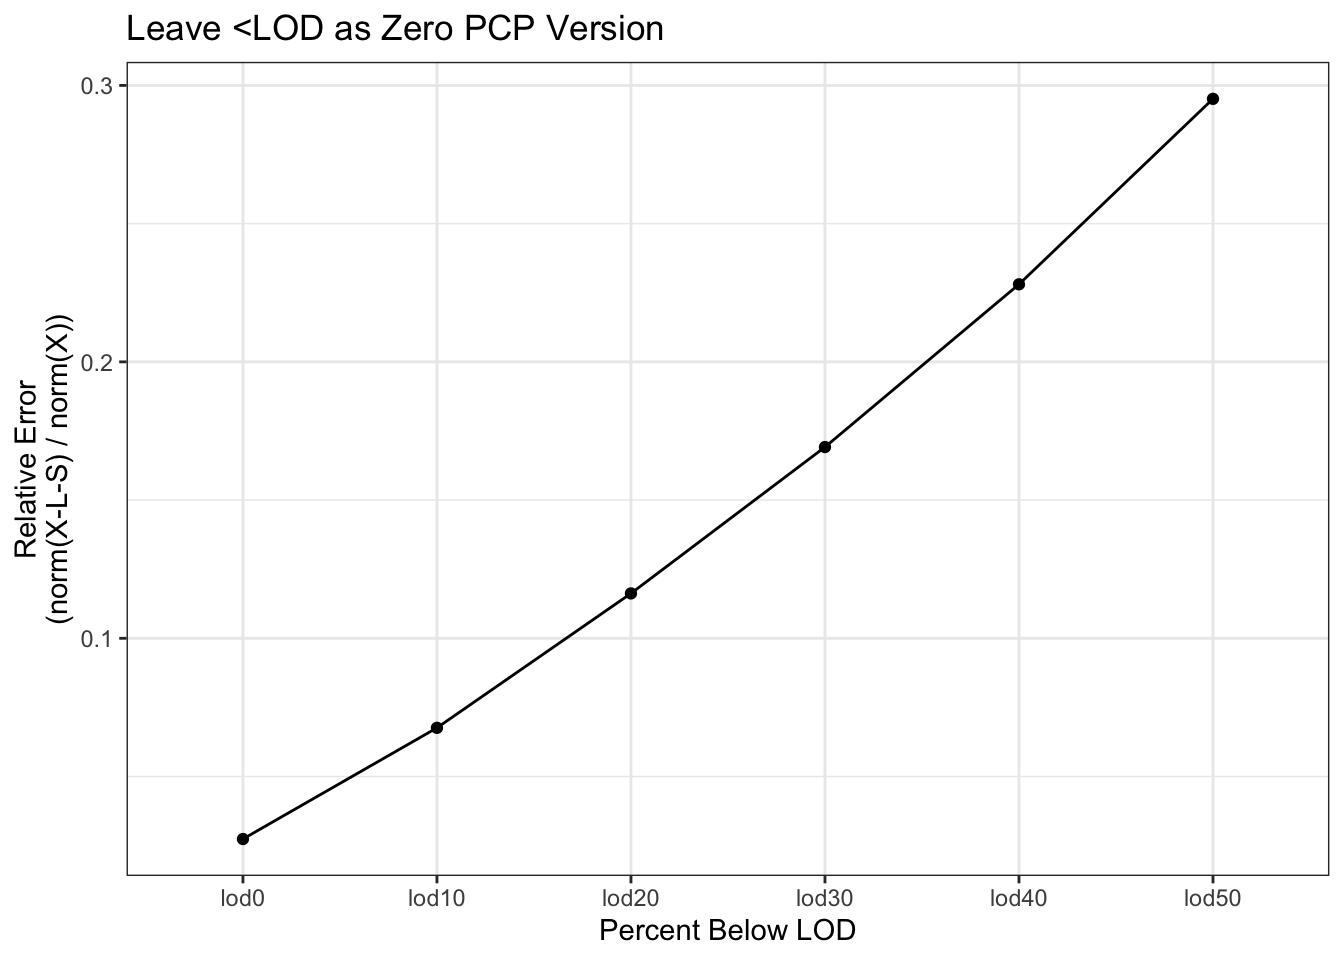 Leave <LOD as Zero PCP Version
Relative Error
(norm(X-L-S) / norm(X))
0.3
0.2
0.1
lod0
lod10
lod20
lod30
lod40
lod50
Percent Below LOD